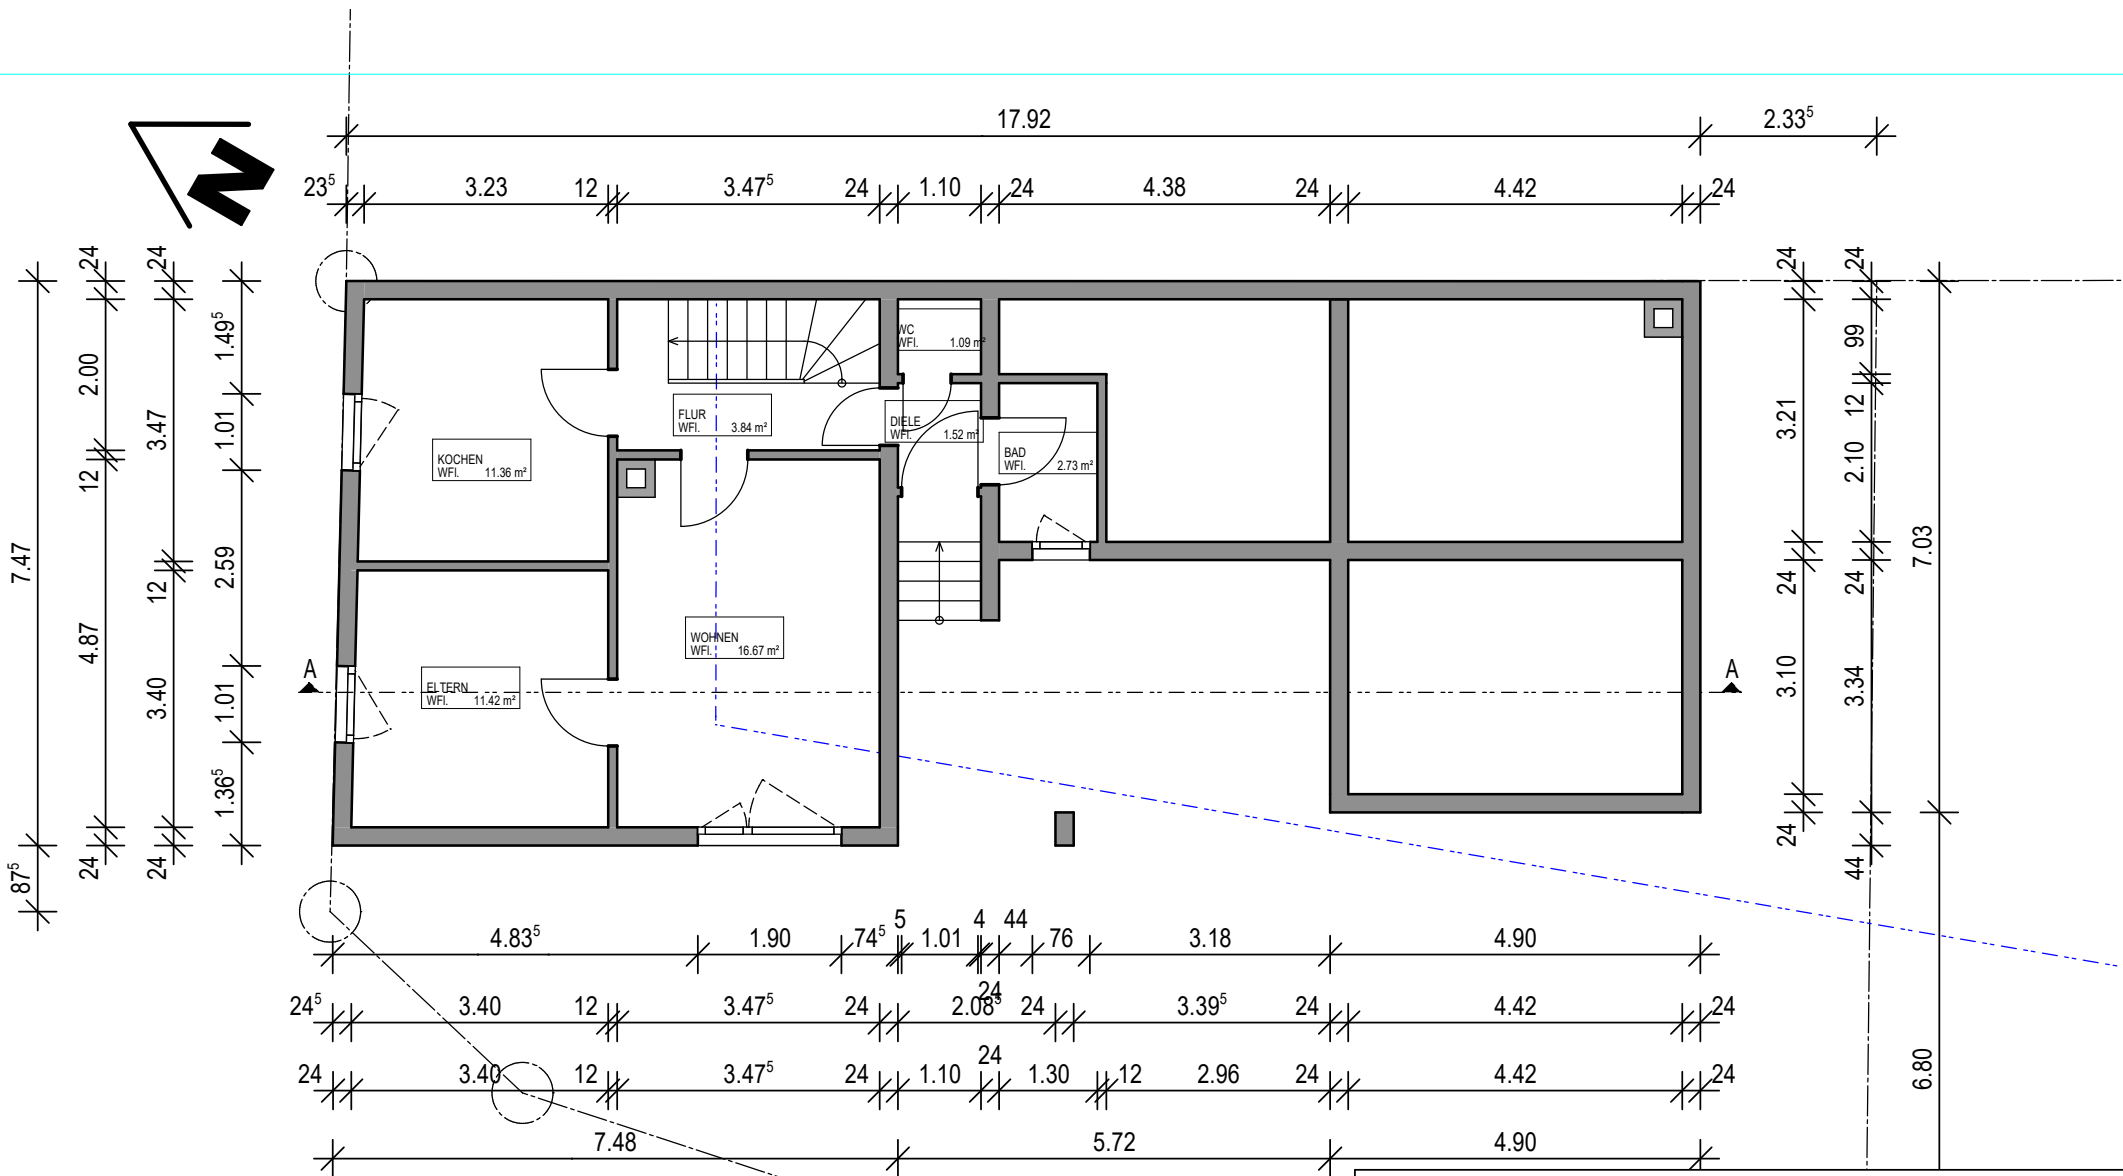 17.92
2.33⁵
23⁵ 3.23 12 3.47⁵ 24 1.10 24 4.38 24 4.42 24
N
24 24 24 24
1.49⁵ 99
2.00 3.47 1.01 3.21 12
12 2.10
7.47 2.59 7.03
12 24 24
4.87 3.40 1.01 3.10 3.34
1.36⁵
24 24 24 44
87⁵
WC
WFl. 1.09 m²
FLUR
WFl. 3.84 m²
DIELE
WFl. 1.52 m²
KOCHEN
WFl. 11.36 m²
BAD
WFl. 2.73 m²
WOHNEN
WFl. 16.67 m²
ELTERN
WFl. 11.42 m²
A A
4.83⁵ 1.90 74⁵ 5 1.01 4 44 76 3.18 4.90
24
24⁵ 3.40 12 3.47⁵ 24 2.08⁵ 24 3.39⁵ 24 4.42 24
24 3.40 12 3.47⁵ 24 1.10 24 1.30 12 2.96 24 4.42 24
6.80
7.48 5.72 4.90